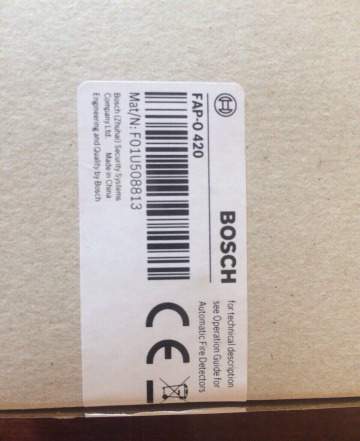 BOSCH
FAP-O 420
Mat/N: F01U508813
Bosch (Zhuhai) Security Systems
Company Ltd. Made in China
Engineering and Quality by Bosch
for technical description
see Operation Guide for
Automatic Fire Detectors
CE